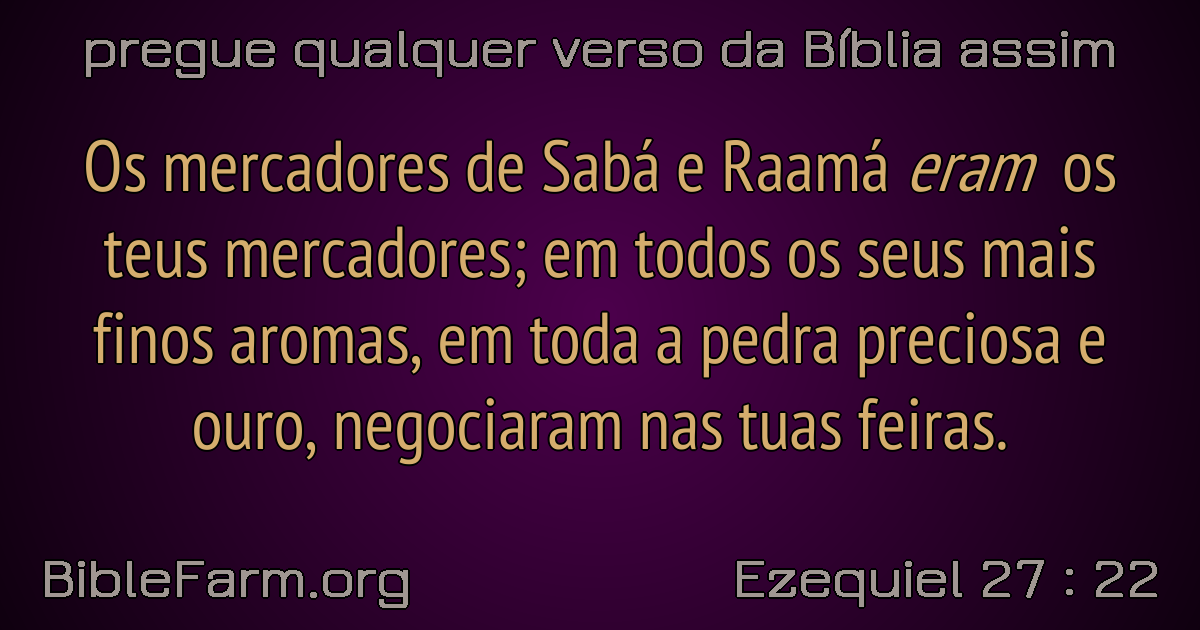 pregue qualquer verso da Bíblia assim
Os mercadores de Sabá e Raamá eram os
teus mercadores; em todos os seus mais
finos aromas, em toda a pedra preciosa e
ouro, negociaram nas tuas feiras.
BibleFarm.org
Ezequiel 27 : 22